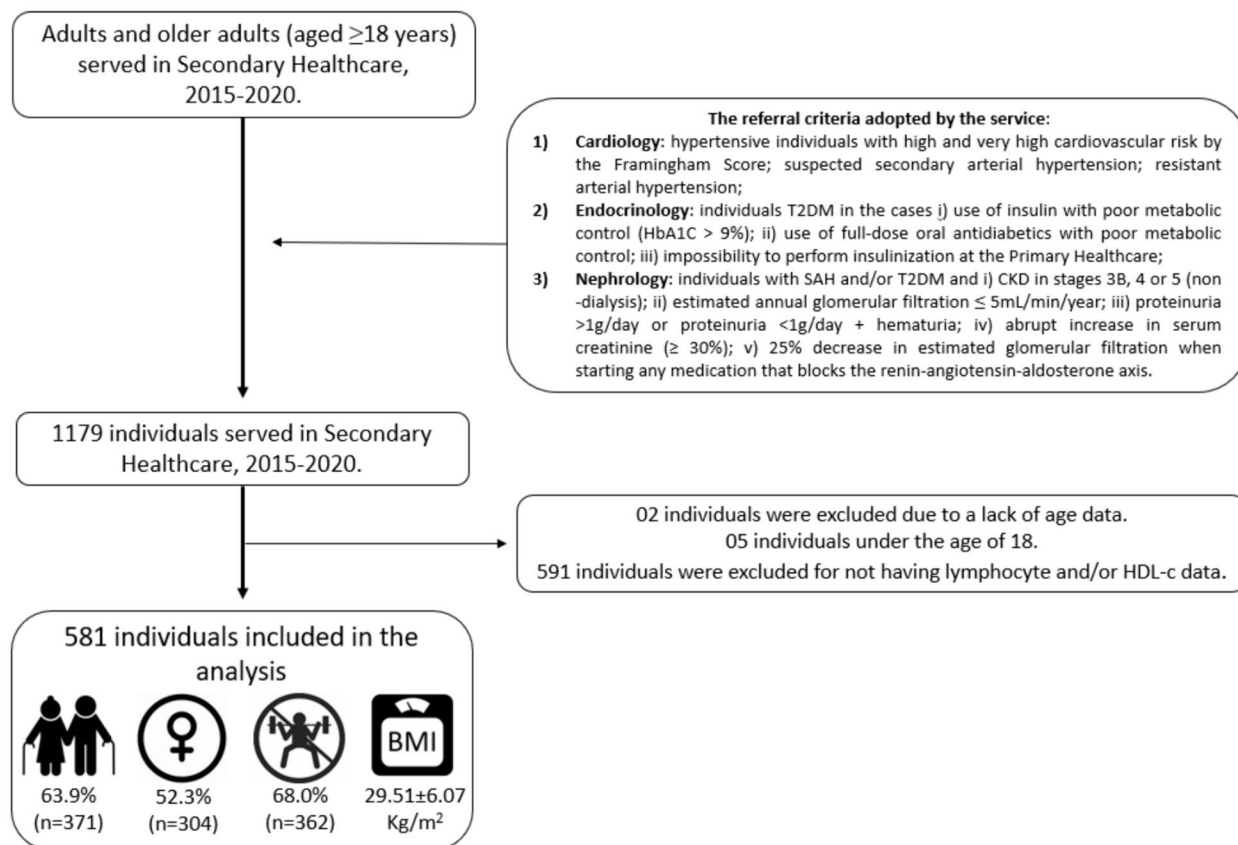 Adults and older adults (aged ≥18 years)
served in Secondary Healthcare,
2015-2020.
The referral criteria adopted by the service:
1) Cardiology: hypertensive individuals with high and very high cardiovascular risk by
the Framingham Score; suspected secondary arterial hypertension; resistant
arterial hypertension;
2) Endocrinology: individuals T2DM in the cases i) use of insulin with poor metabolic
control (HbA1C > 9%); ii) use of full-dose oral antidiabetics with poor metabolic
control; iii) impossibility to perform insulinization at the Primary Healthcare;
3) Nephrology: individuals with SAH and/or T2DM and i) CKD in stages 3B, 4 or 5 (non
-dialysis); ii) estimated annual glomerular filtration ≤ 5mL/min/year; iii) proteinuria
>1g/day or proteinuria <1g/day + hematuria; iv) abrupt increase in serum
creatinine (≥ 30%); v) 25% decrease in estimated glomerular filtration when
starting any medication that blocks the renin-angiotensin-aldosterone axis.
1179 individuals served in Secondary
Healthcare, 2015-2020.
02 individuals were excluded due to a lack of age data.
05 individuals under the age of 18.
591 individuals were excluded for not having lymphocyte and/or HDL-c data.
581 individuals included in the
analysis
BMI
63.9% 52.3% 68.0% 29.51±6.07
(n=371) (n=304) (n=362) Kg/m²